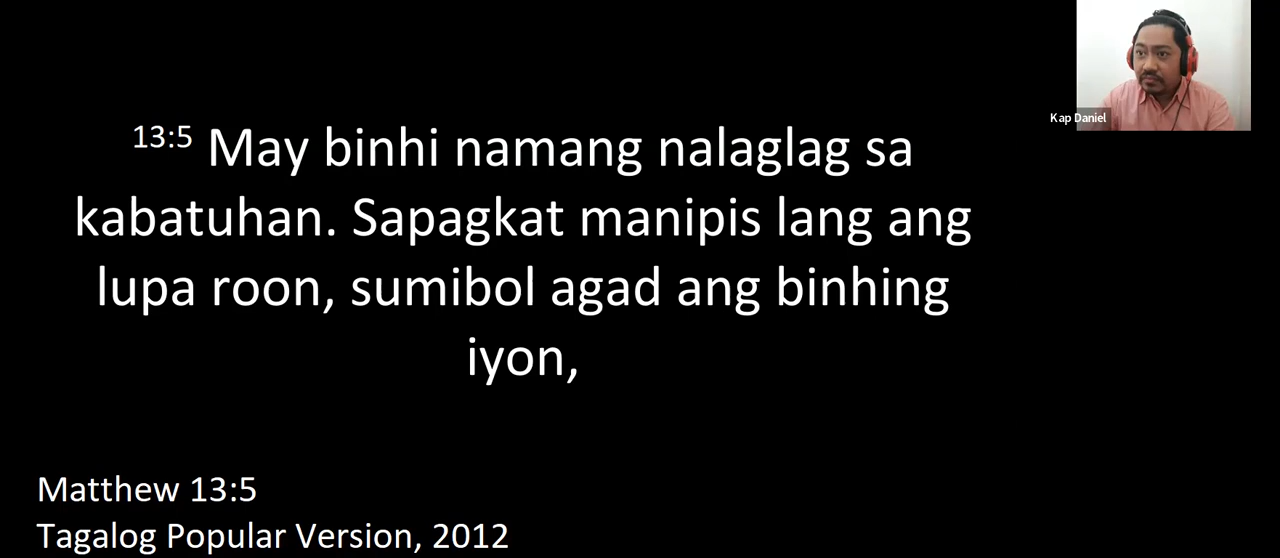 13:5 May binhi namang nalaglag sa
kabatuhan. Sapagkat manipis lang ang
lupa roon, sumibol agad ang binhing
iyon,
Matthew 13:5
Tagalog Popular Version, 2012
Kap Daniel